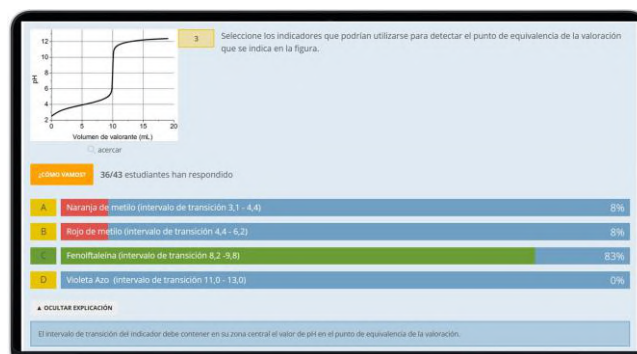 3
Seleccione los indicadores que podrían utilizarse para detectar el punto de equivalencia de la valoración
que se indica en la figura.
12
10
8
6
4
2
pH
0 5 10 15 20
Volumen de valorante (mL)
acercar
¿CÓMO VAMOS?
36/43 estudiantes han respondido
A Naranja de metilo (intervalo de transición 3,1 - 4,4) 8%
B Rojo de metilo (intervalo de transición 4,4 - 6,2) 8%
C Fenolftaleína (intervalo de transición 8,2 -9,8) 83%
D Violeta Azo (intervalo de transición 11,0 - 13,0) 0%
▲ OCULTAR EXPLICACIÓN
El intervalo de transición del indicador debe contener en su zona central el valor de pH en el punto de equivalencia de la valoración.